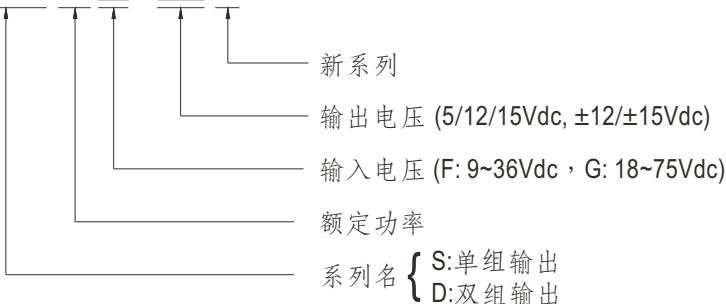 新系列
输出电压 (5/12/15Vdc, ±12/±15Vdc)
输入电压 (F: 9~36Vdc，G: 18~75Vdc)
额定功率
系列名 { S:单组输出
D:双组输出